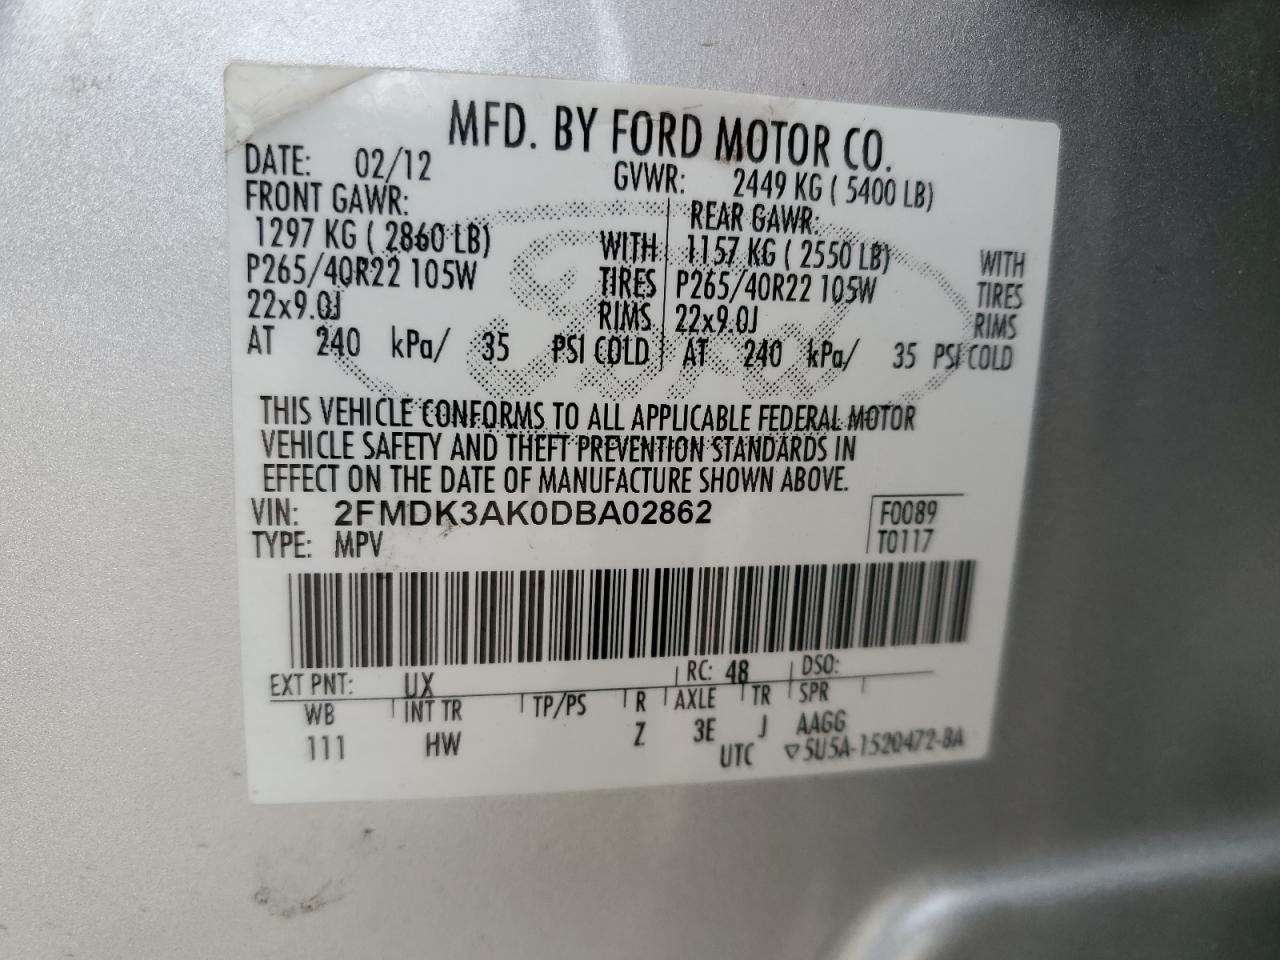 MFD. BY FORD MOTOR CO.
DATE: 02/12 GVWR: 2449 KG ( 5400 LB)
FRONT GAWR: REAR GAWR:
1297 KG ( 2860 LB) WITH 1157 KG ( 2550 LB) WITH
P265/40R22 105W TIRES P265/40R22 105W TIRES
22x9.0J RIMS 22x9.0J RIMS
AT 240 kPa/ 35 PSI COLD AT 240 kPa/ 35 PSI COLD
THIS VEHICLE CONFORMS TO ALL APPLICABLE FEDERAL MOTOR
VEHICLE SAFETY AND THEFT PREVENTION STANDARDS IN
EFFECT ON THE DATE OF MANUFACTURE SHOWN ABOVE.
VIN: 2FMDK3AK0DBA02862 F0089
TYPE: MPV T0117
EXT PNT: UX RC: 48 DSO:
WB INT TR TP/PS R AXLE TR SPR
111 HW Z 3E J AAGG
UTC ▽5U5A-1520472-BA